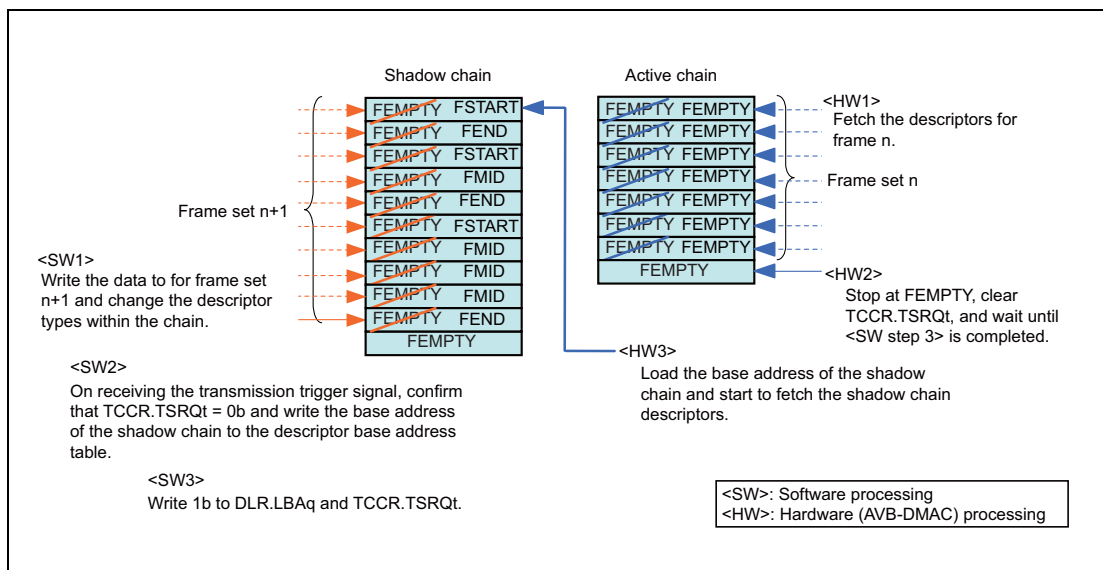 Shadow chain
FEMPTY FSTART
FEMPTY FEND
FEMPTY FSTART
FEMPTY FMID
FEMPTY FEND
FEMPTY FSTART
FEMPTY FMID
FEMPTY FMID
FEMPTY FMID
FEMPTY FEND
FEMPTY
Frame set n+1
Active chain
FEMPTY FEMPTY
FEMPTY FEMPTY
FEMPTY FEMPTY
FEMPTY FEMPTY
FEMPTY FEMPTY
FEMPTY FEMPTY
FEMPTY FEMPTY
FEMPTY
<HW1>
Fetch the descriptors for
frame n.
Frame set n
<SW1>
Write the data to for frame set
n+1 and change the descriptor
types within the chain.
<HW2>
Stop at FEMPTY, clear
TCCR.TSRQt, and wait until
<SW step 3> is completed.
<SW2>
On receiving the transmission trigger signal, confirm
that TCCR.TSRQt = 0b and write the base address
of the shadow chain to the descriptor base address
table.
<HW3>
Load the base address of the shadow
chain and start to fetch the shadow chain
descriptors.
<SW3>
Write 1b to DLR.LBAq and TCCR.TSRQt.
<SW>: Software processing
<HW>: Hardware (AVB-DMAC) processing